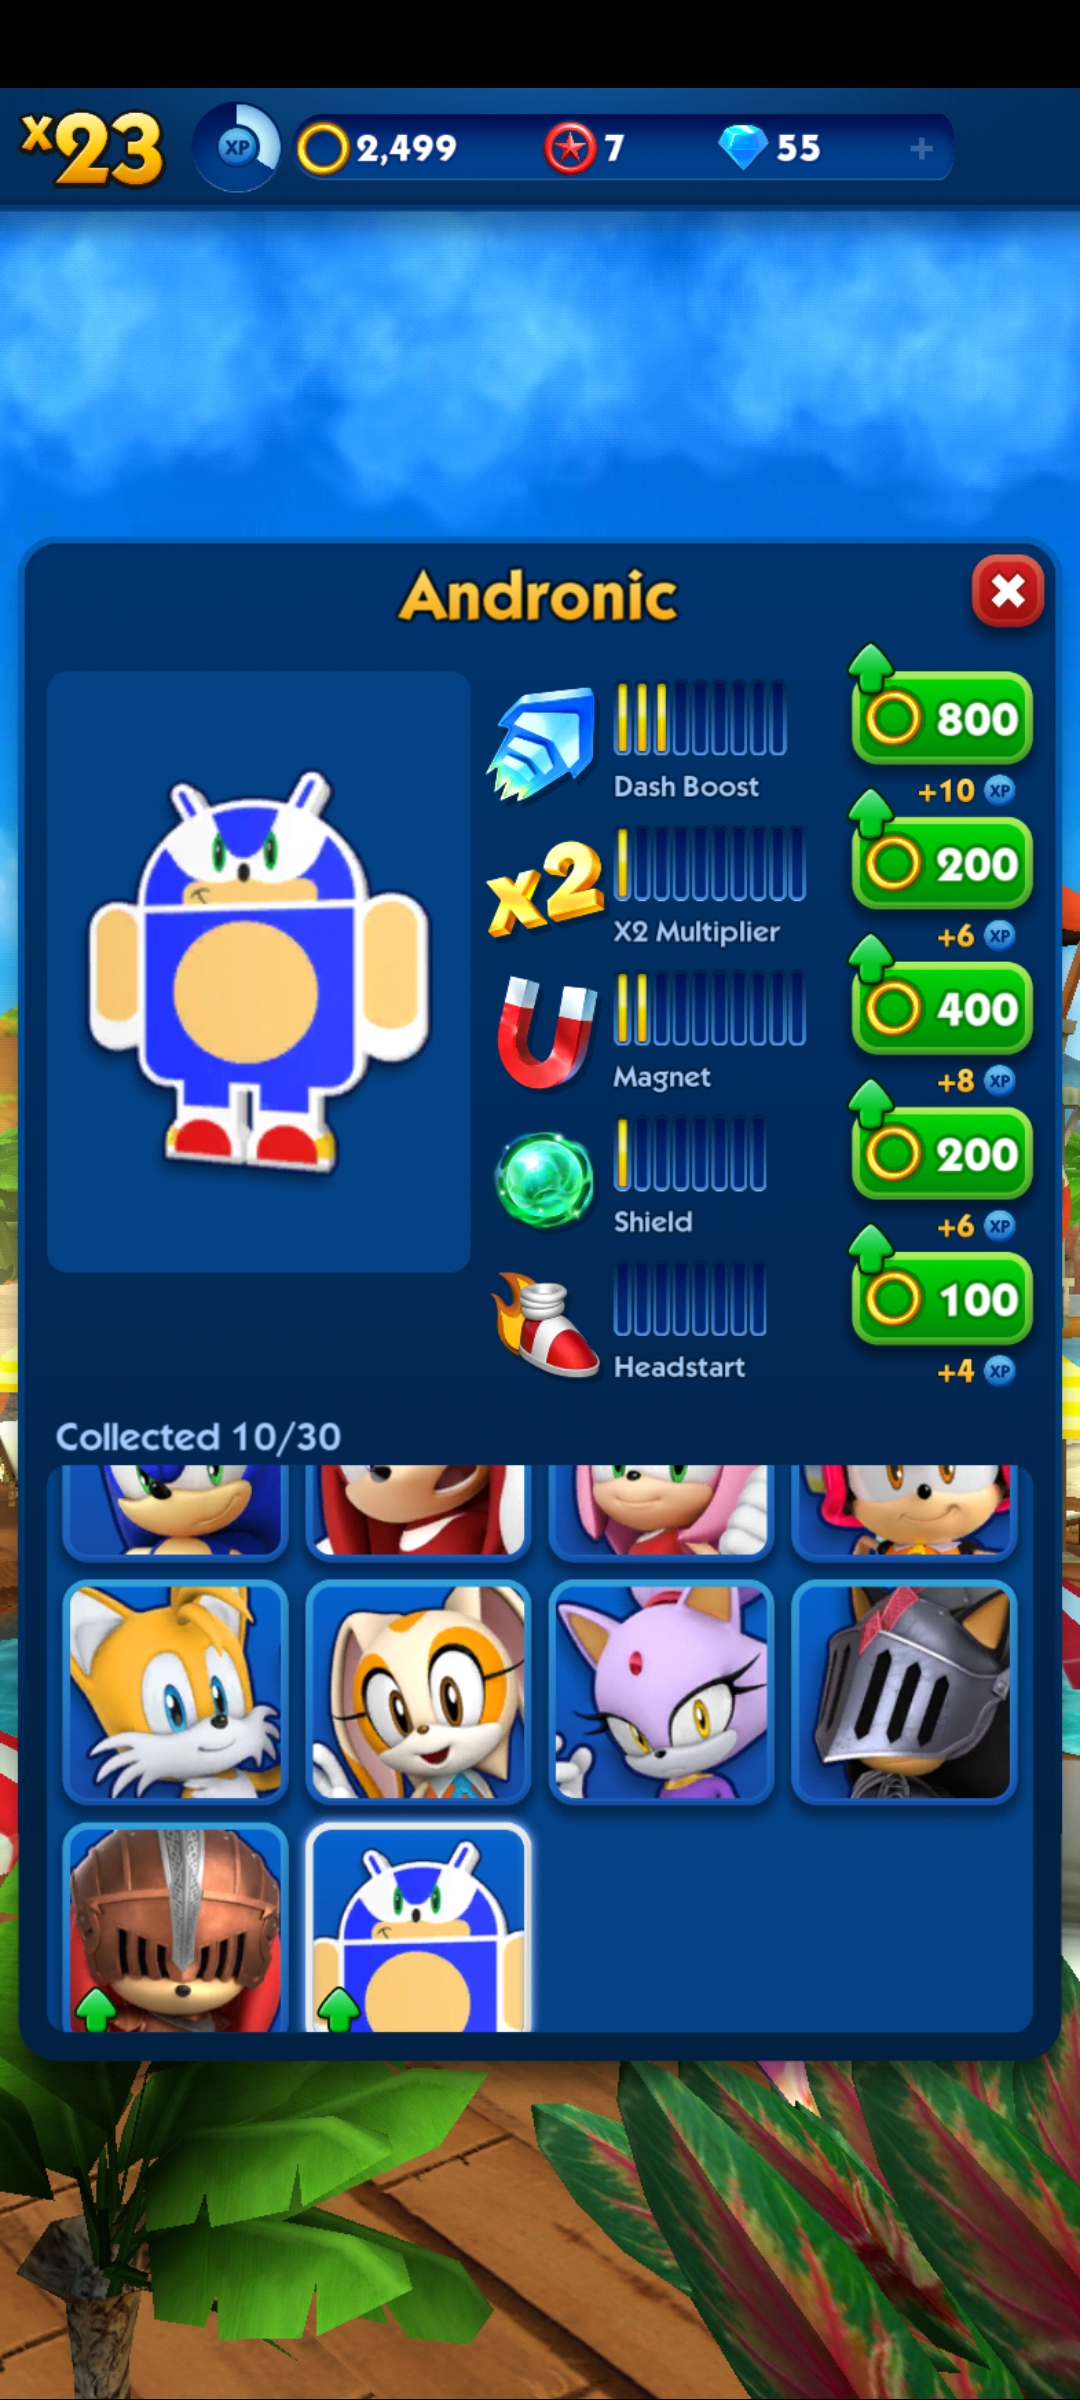 x23
XP
2,499
7
55
+
Andronic
800
Dash Boost
+10 XP
x2
200
X2 Multiplier
+6 XP
400
Magnet
+8 XP
200
Shield
+6 XP
100
Headstart
+4 XP
Collected 10/30